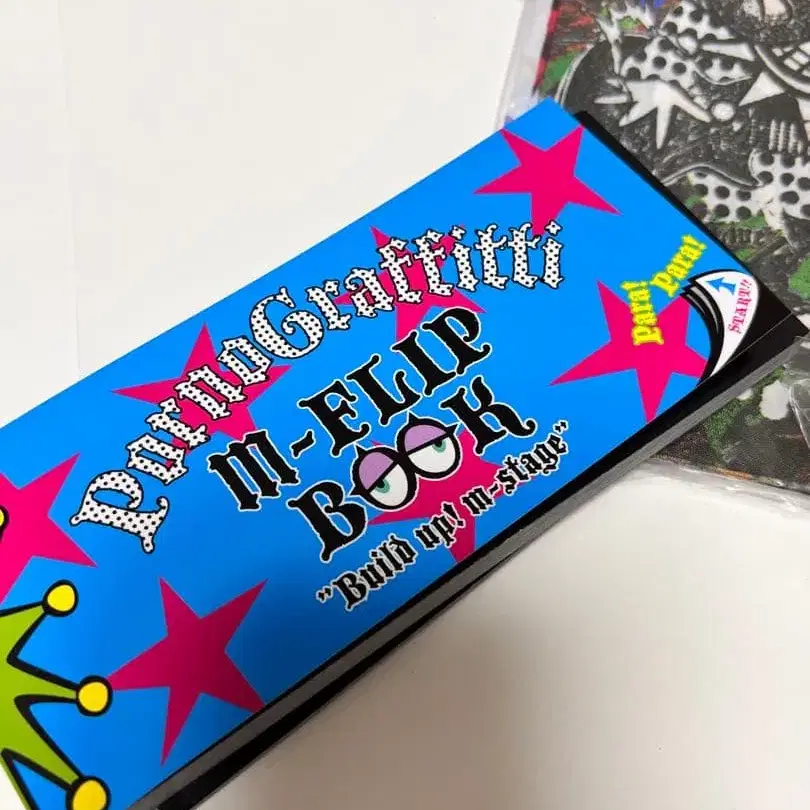 PornoGraffitti
M-FLIP
BOOK
"Build up! m-stage"
Para!
Para!
START!!